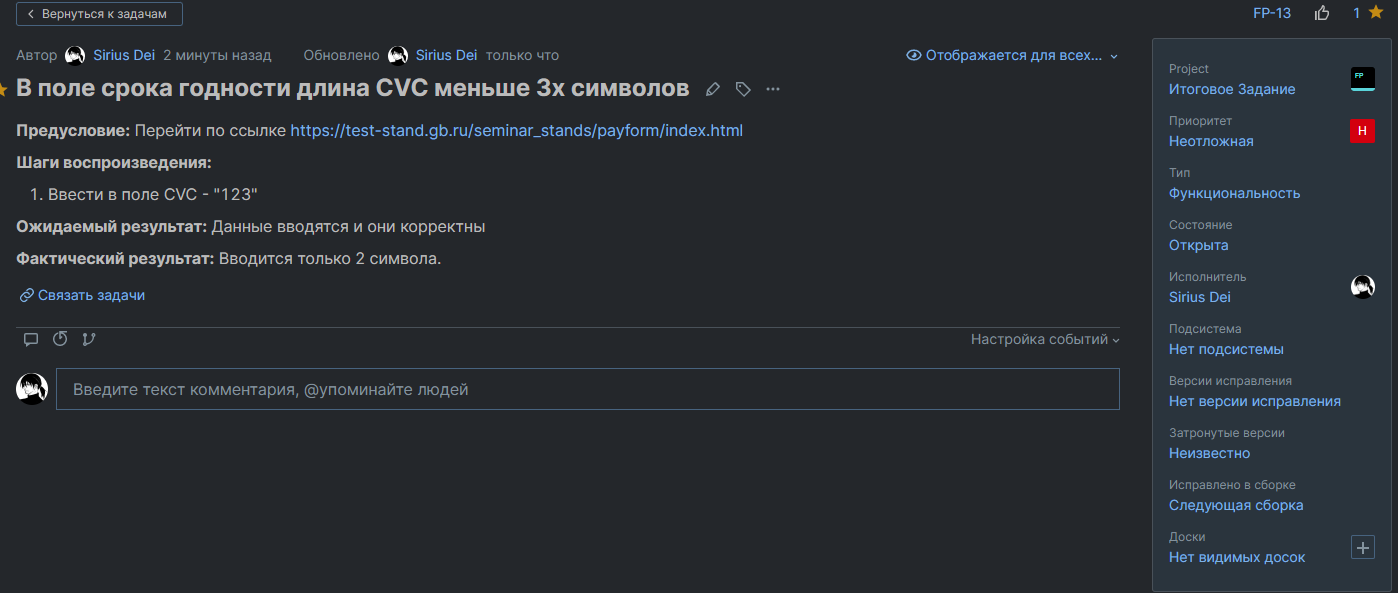 Вернуться к задачам
FP-13 1
Автор Sirius Dei 2 минуты назад Обновлено Sirius Dei только что
Отображается для всех...
В поле срока годности длина CVC меньше 3х символов
Предусловие: Перейти по ссылке https://test-stand.gb.ru/seminar_stands/payform/index.html
Шаги воспроизведения:
1. Ввести в поле CVC - "123"
Ожидаемый результат: Данные вводятся и они корректны
Фактический результат: Вводится только 2 символа.
Связать задачи
Настройка событий
Введите текст комментария, @упоминайте людей
Project
Итоговое Задание
FP
Приоритет
Неотложная
Н
Тип
Функциональность
Состояние
Открыта
Исполнитель
Sirius Dei
Подсистема
Нет подсистемы
Версии исправления
Нет версии исправления
Затронутые версии
Неизвестно
Исправлено в сборке
Следующая сборка
Доски
Нет видимых досок